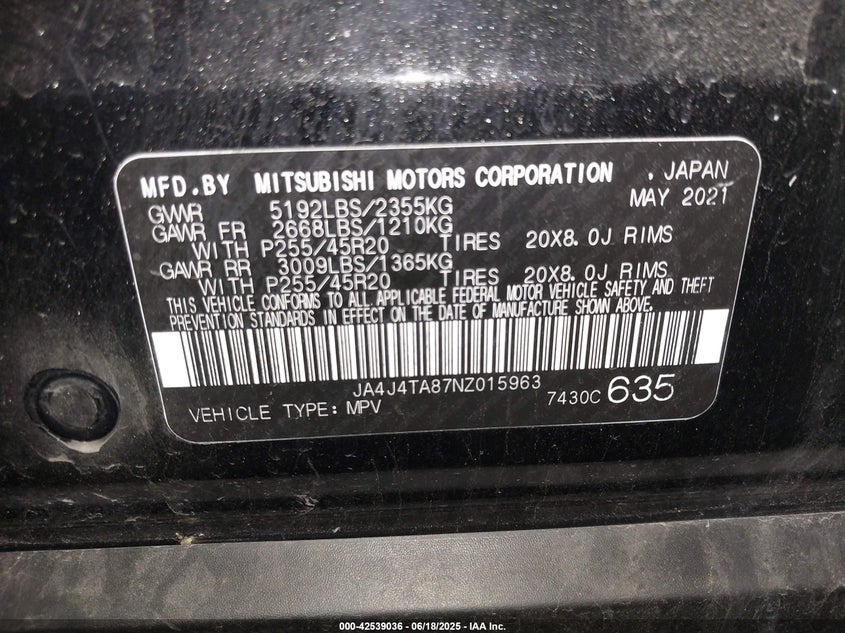 MFD.BY MITSUBISHI MOTORS CORPORATION . JAPAN
GVWR 5192LBS/2355KG MAY 2021
GAWR FR 2668LBS/1210KG
WITH P255/45R20 TIRES 20X8.0J RIMS
GAWR RR 3009LBS/1365KG
WITH P255/45R20 TIRES 20X8.0J RIMS
THIS VEHICLE CONFORMS TO ALL APPLICABLE FEDERAL MOTOR VEHICLE SAFETY AND THEFT
PREVENTION STANDARDS IN EFFECT ON THE DATE OF MANUFACTURE SHOWN ABOVE.
JA4J4TA87NZ015963
VEHICLE TYPE: MPV 7430C 635
000-42539036 - 06/18/2025 - IAA Inc.